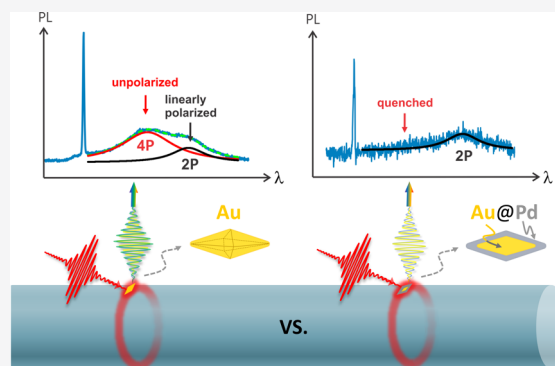 PL
unpolarized
linearly
polarized
4P
2P
λ
Au
PL
quenched
2P
λ
Au@Pd
vs.